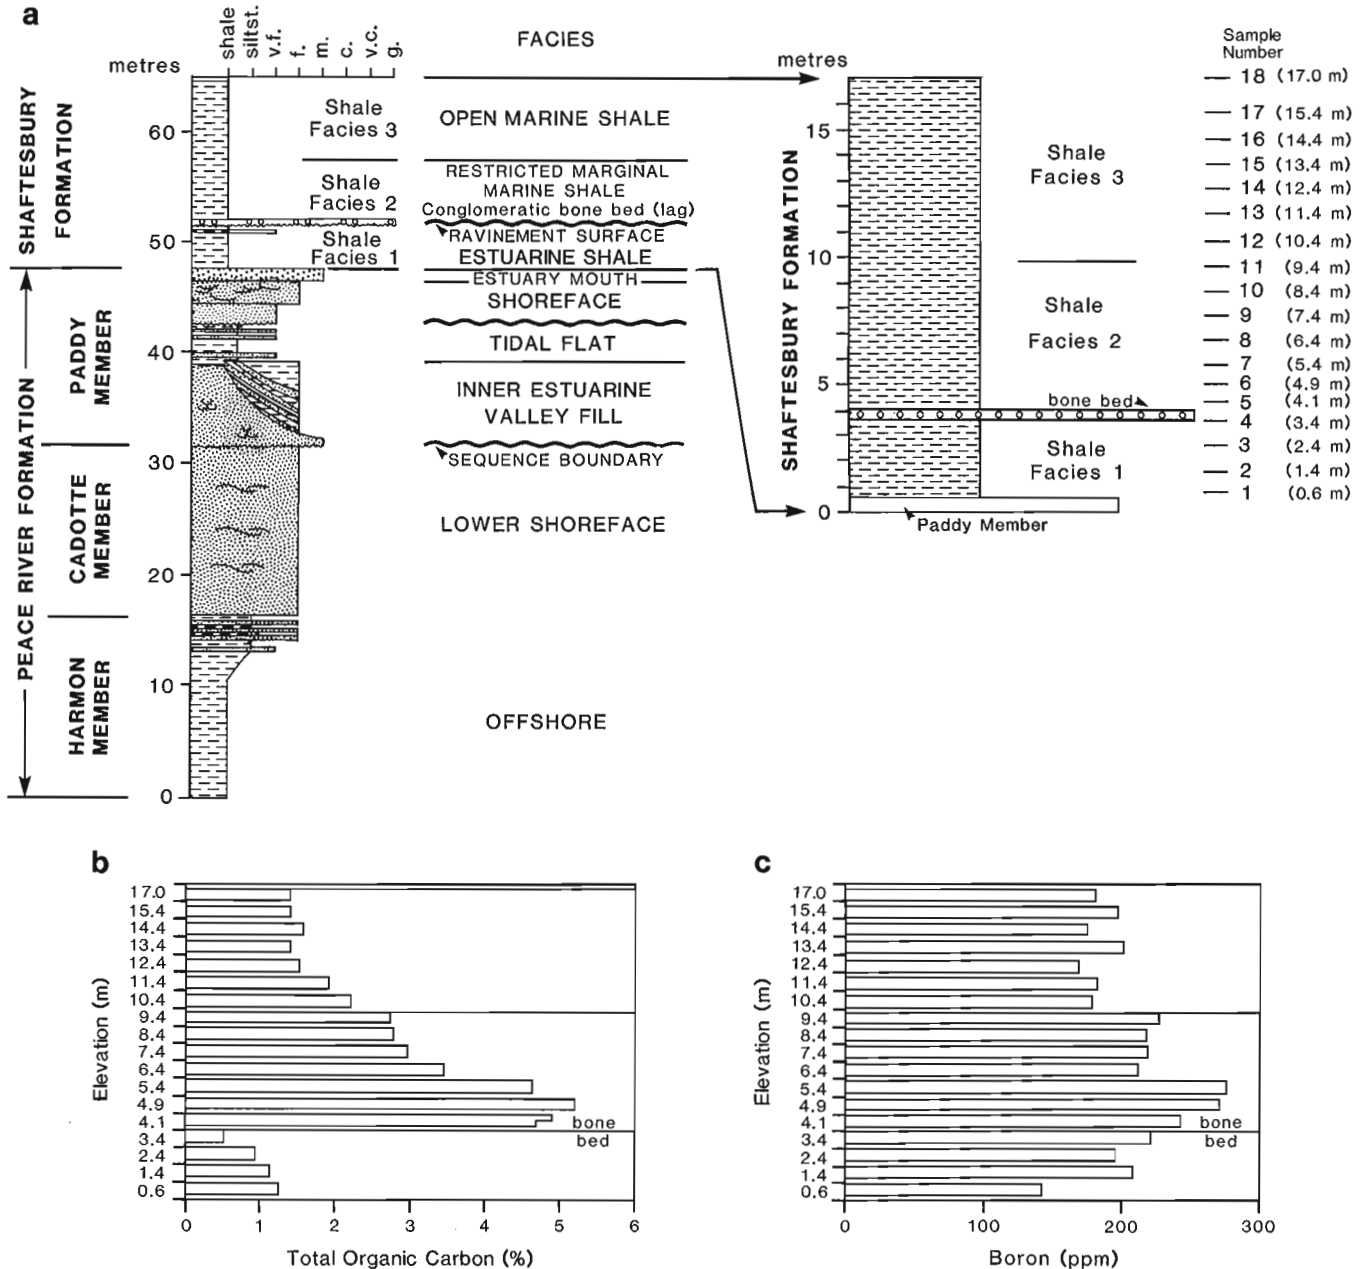 a
shale
siltst.
v.f.
f.
m.
c.
v.c.
g.
metres
FACIES
60
50
40
30
20
10
0
SHAFTESBURY
FORMATION
PEACE RIVER FORMATION
PADDY
MEMBER
CADOTTE
MEMBER
HARMON
MEMBER
Shale
Facies 3
Shale
Facies 2
Shale
Facies 1
OPEN MARINE SHALE
RESTRICTED MARGINAL
MARINE SHALE
Conglomeratic bone bed (lag)
RAVINEMENT SURFACE
ESTUARINE SHALE
ESTUARY MOUTH
SHOREFACE
TIDAL FLAT
INNER ESTUARINE
VALLEY FILL
SEQUENCE BOUNDARY
LOWER SHOREFACE
OFFSHORE
metres
15
10
5
0
SHAFTESBURY FORMATION
Shale
Facies 3
Shale
Facies 2
bone bed
Shale
Facies 1
Paddy Member
Sample
Number
18 (17.0 m)
17 (15.4 m)
16 (14.4 m)
15 (13.4 m)
14 (12.4 m)
13 (11.4 m)
12 (10.4 m)
11 (9.4 m)
10 (8.4 m)
9 (7.4 m)
8 (6.4 m)
7 (5.4 m)
6 (4.9 m)
5 (4.1 m)
4 (3.4 m)
3 (2.4 m)
2 (1.4 m)
1 (0.6 m)
b
Elevation (m)
17.0
15.4
14.4
13.4
12.4
11.4
10.4
9.4
8.4
7.4
6.4
5.4
4.9
4.1
3.4
2.4
1.4
0.6
bone
bed
0 1 2 3 4 5 6
Total Organic Carbon (%)
c
Elevation (m)
17.0
15.4
14.4
13.4
12.4
11.4
10.4
9.4
8.4
7.4
6.4
5.4
4.9
4.1
3.4
2.4
1.4
0.6
bone
bed
0 100 200 300
Boron (ppm)